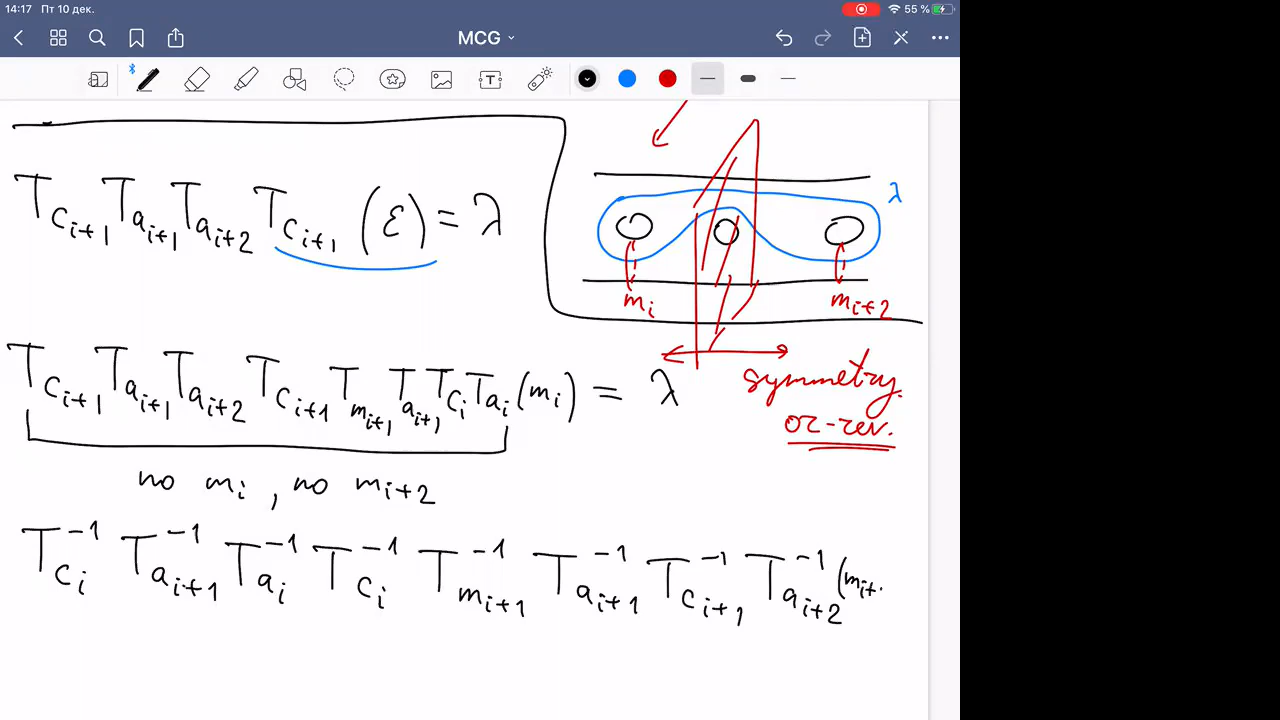 14:17 Пт 10 дек. 55 %
MCG
T
T_{c_{i+1}} T_{a_{i+1}} T_{a_{i+2}} T_{c_{i+1}} (ε) = λ
λ
m_i m_{i+2}
T_{c_{i+1}} T_{a_{i+1}} T_{a_{i+2}} T_{c_{i+1}} T_{m_{i+1}} T_{a_{i+1}} T_{c_i} T_{a_i} (m_i) = λ
symmetry.
or-rev.
no m_i, no m_{i+2}
T_{c_i}^{-1} T_{a_{i+1}}^{-1} T_{a_i}^{-1} T_{c_i}^{-1} T_{m_{i+1}}^{-1} T_{a_{i+1}}^{-1} T_{c_{i+1}}^{-1} T_{a_{i+2}}^{-1} (m_{i+